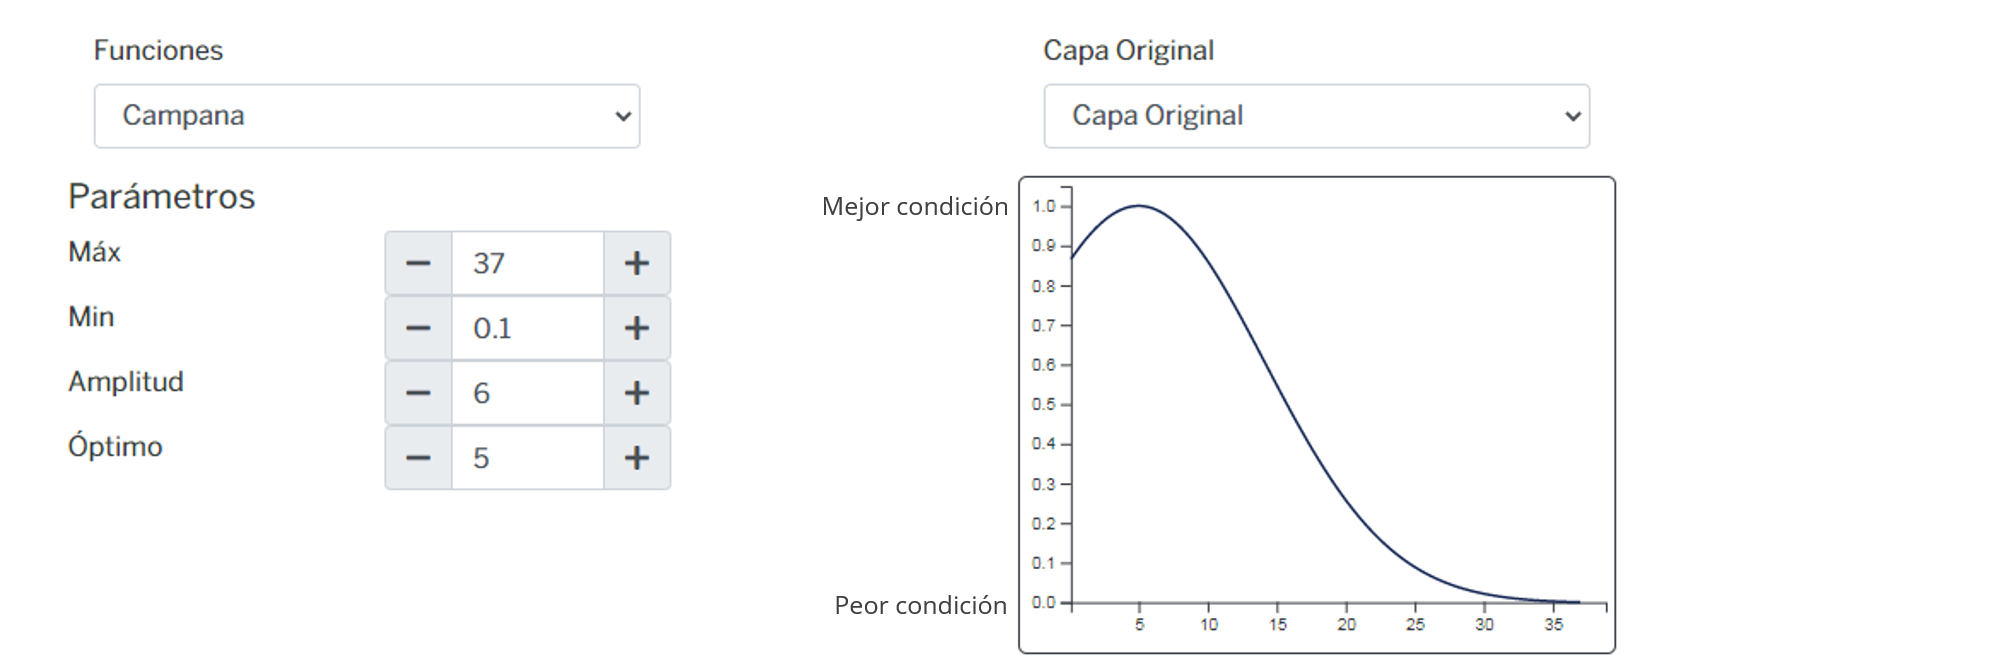 Funciones
Campana
Parámetros
Máx
37
Min
0.1
Amplitud
6
Óptimo
5
Capa Original
Capa Original
Mejor condición
Peor condición
1.0
0.9
0.8
0.7
0.6
0.5
0.4
0.3
0.2
0.1
0.0
5 10 15 20 25 30 35